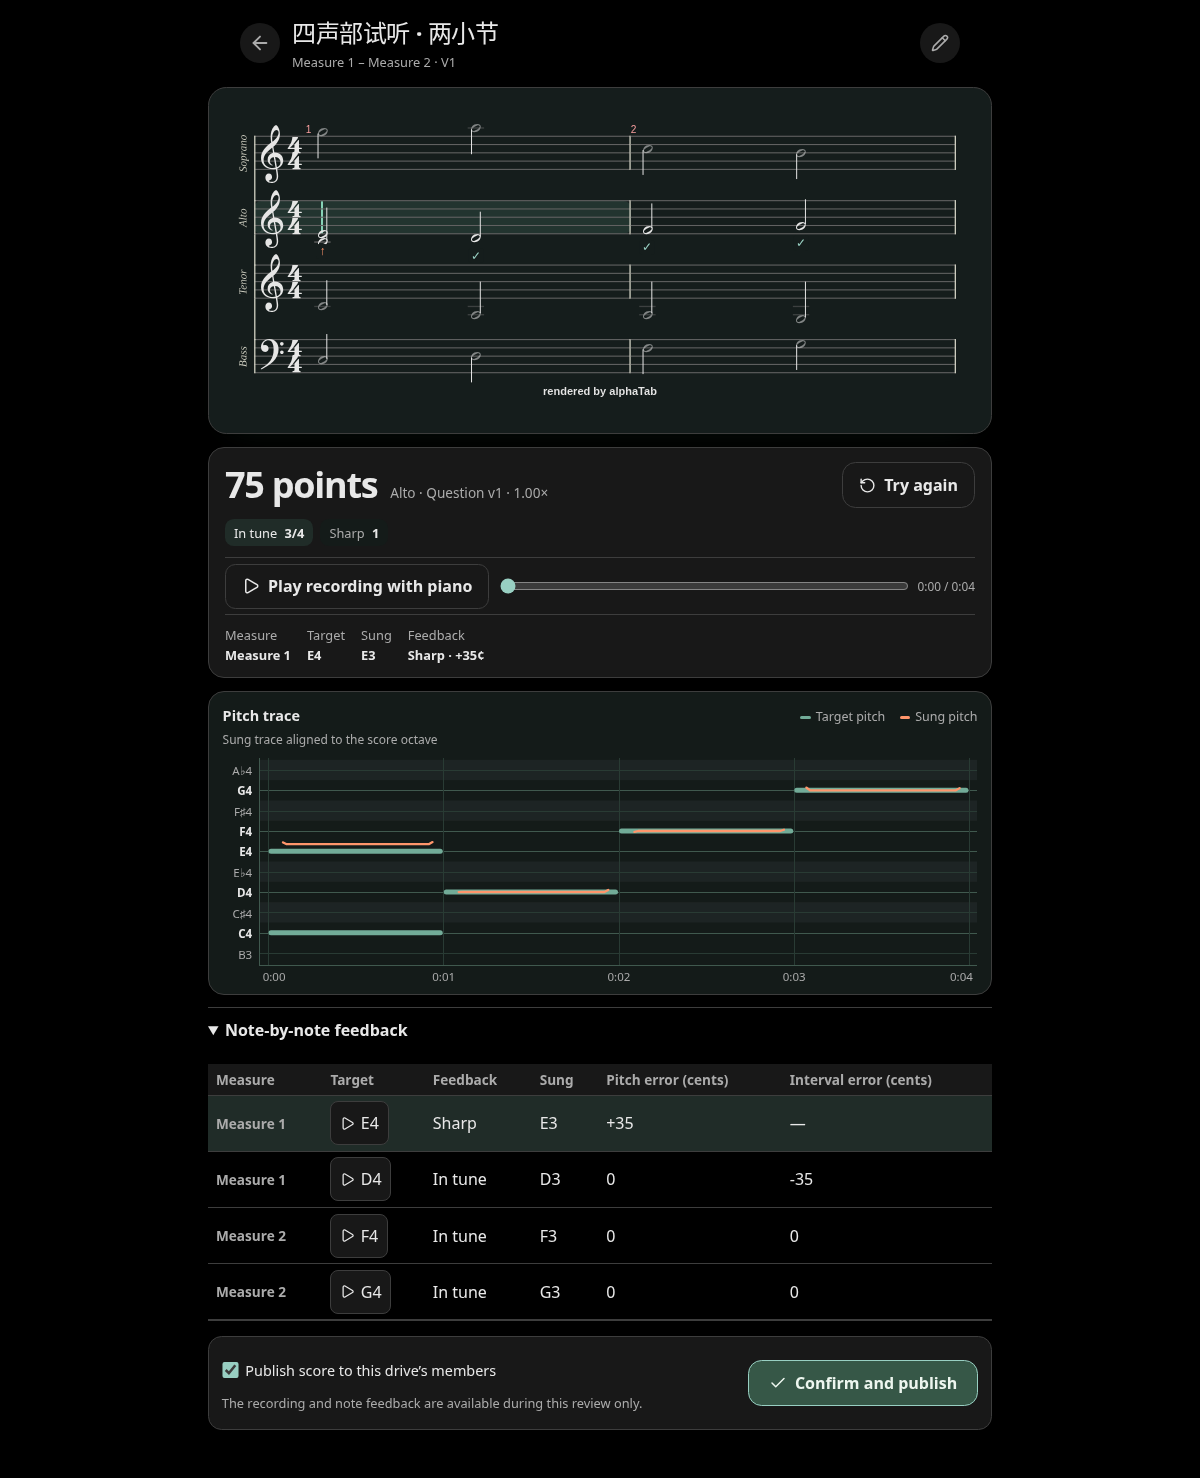 四声部试听 · 两小节
Measure 1 – Measure 2 · V1
1
2
Soprano
Alto
↑
✓
✓
✓
Tenor
Bass
rendered by alphaTab
75 points Alto · Question v1 · 1.00×
Try again
In tune 3/4 Sharp 1
Play recording with piano
0:00 / 0:04
Measure Target Sung Feedback
Measure 1 E4 E3 Sharp · +35¢
Pitch trace
Target pitch Sung pitch
Sung trace aligned to the score octave
A♭4
G4
F♯4
F4
E4
E♭4
D4
C♯4
C4
B3
0:00 0:01 0:02 0:03 0:04
▼ Note-by-note feedback
Measure Target Feedback Sung Pitch error (cents) Interval error (cents)
Measure 1 E4 Sharp E3 +35 —
Measure 1 D4 In tune D3 0 -35
Measure 2 F4 In tune F3 0 0
Measure 2 G4 In tune G3 0 0
Publish score to this drive’s members
Confirm and publish
The recording and note feedback are available during this review only.